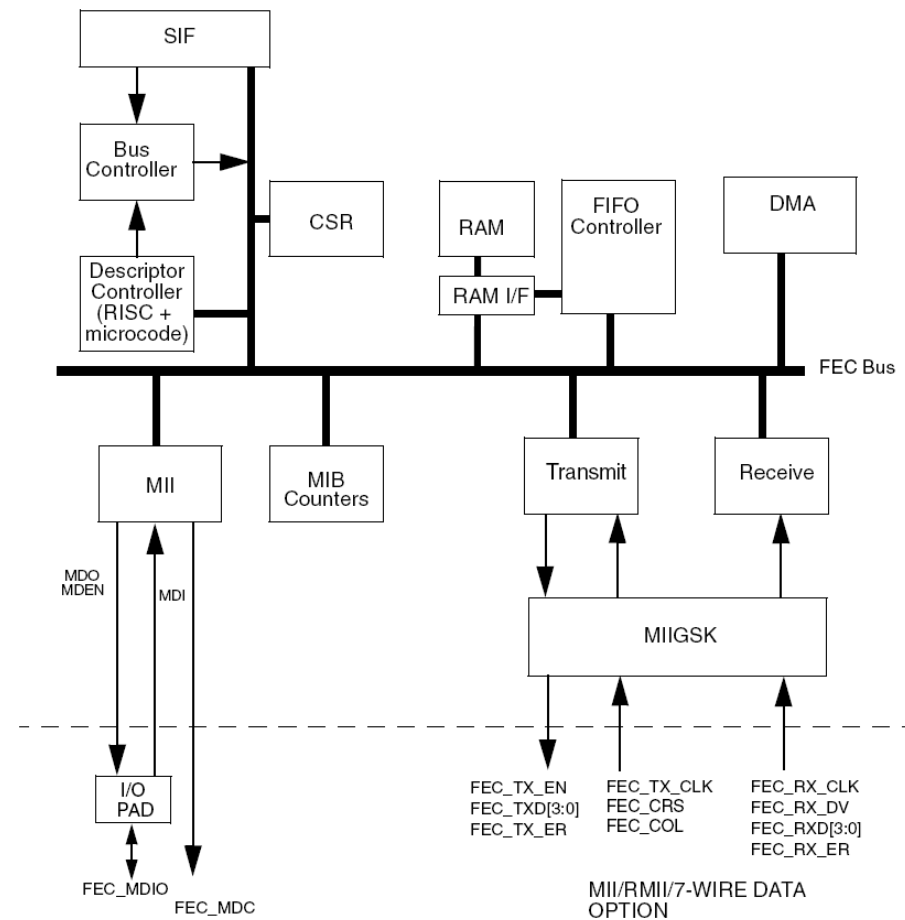 SIF
Bus
Controller
CSR
RAM
FIFO
Controller
DMA
Descriptor
Controller
(RISC +
microcode)
RAM I/F
FEC Bus
MII
MIB
Counters
Transmit
Receive
MDO
MDEN
MDI
MIIGSK
I/O
PAD
FEC_TX_EN
FEC_TXD[3:0]
FEC_TX_ER
FEC_TX_CLK
FEC_CRS
FEC_COL
FEC_RX_CLK
FEC_RX_DV
FEC_RXD[3:0]
FEC_RX_ER
FEC_MDIO
FEC_MDC
MII/RMII/7-WIRE DATA
OPTION